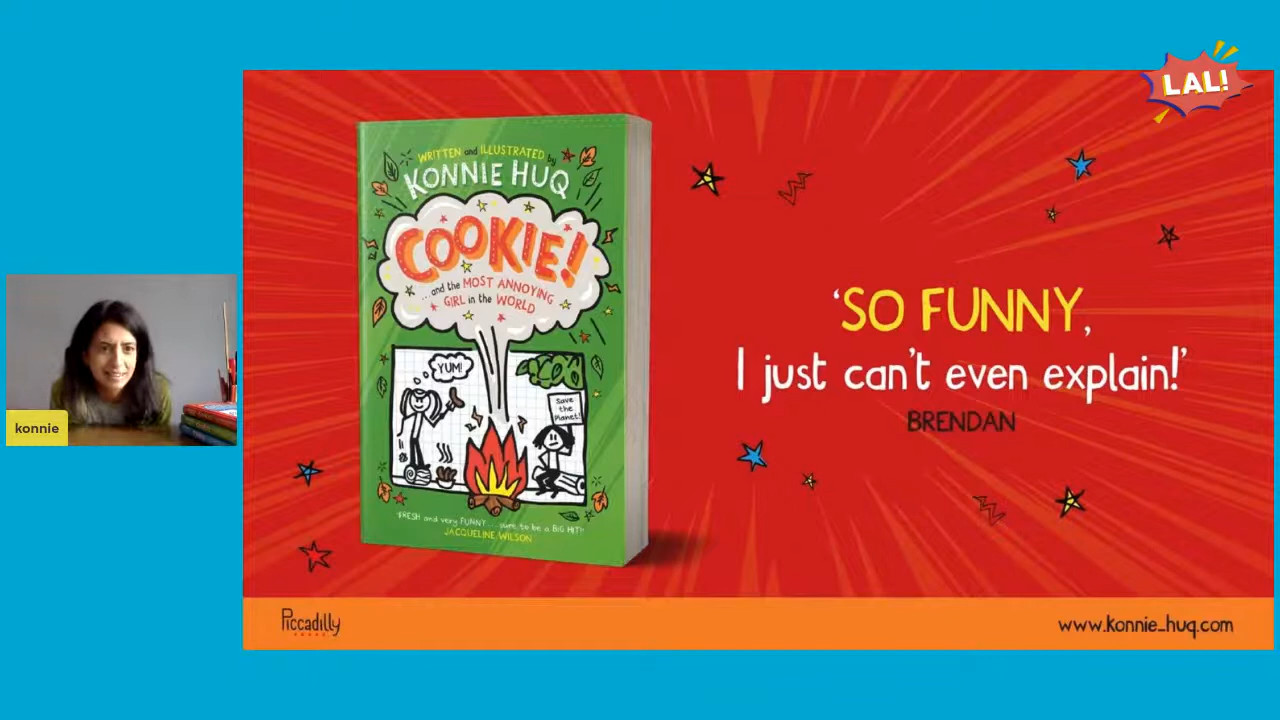 LAL!
WRITTEN and ILLUSTRATED by
KONNIE HUQ
COOKIE!
...and the MOST ANNOYING
GIRL in the WORLD
YUM!
Save
the
Planet!
'FRESH and very FUNNY ... sure to be a BIG HIT!'
JACQUELINE WILSON
'SO FUNNY,
I just can't even explain!'
BRENDAN
konnie
Piccadilly
www.konnie_huq.com